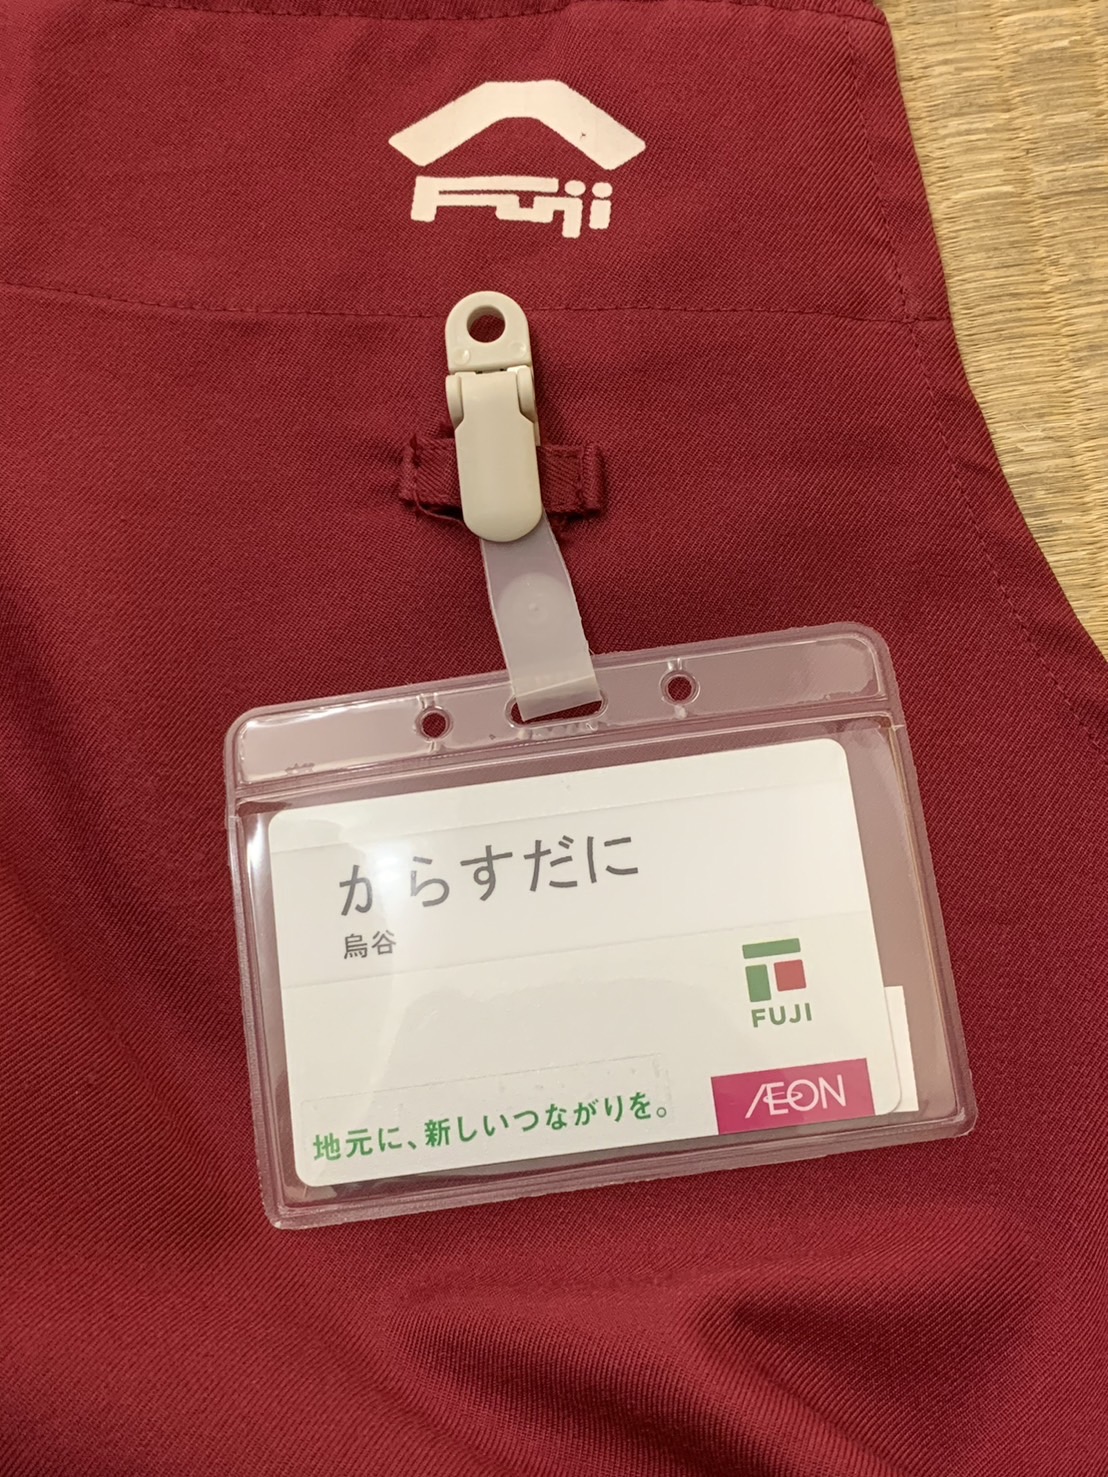 Fuji
からすだに
烏谷
FUJI
AEON
地元に、新しいつながりを。